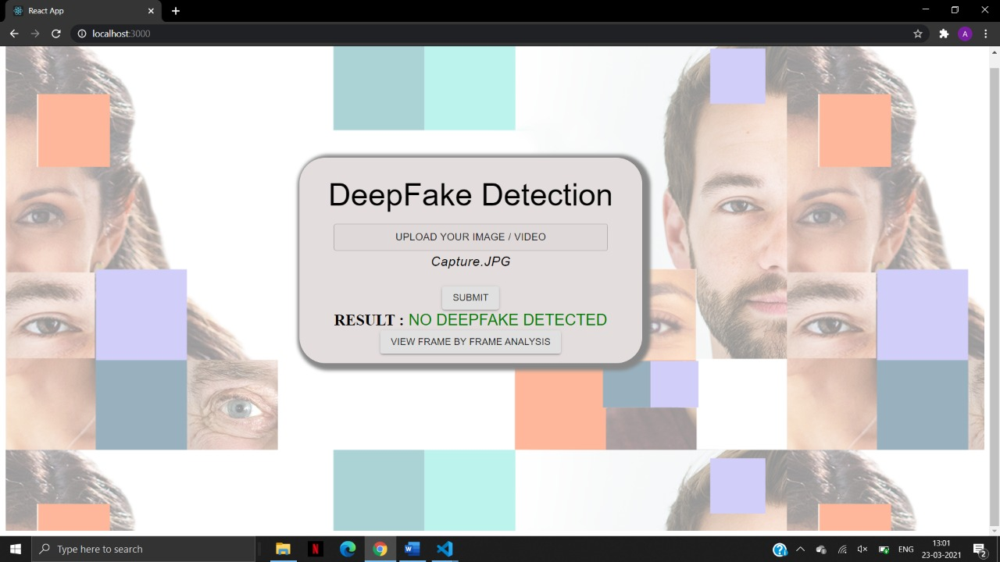 React App
localhost:3000
A
DeepFake Detection
UPLOAD YOUR IMAGE / VIDEO
Capture.JPG
SUBMIT
RESULT : NO DEEPFAKE DETECTED
VIEW FRAME BY FRAME ANALYSIS
Type here to search
N
W
?
ENG
13:01
23-03-2021
2